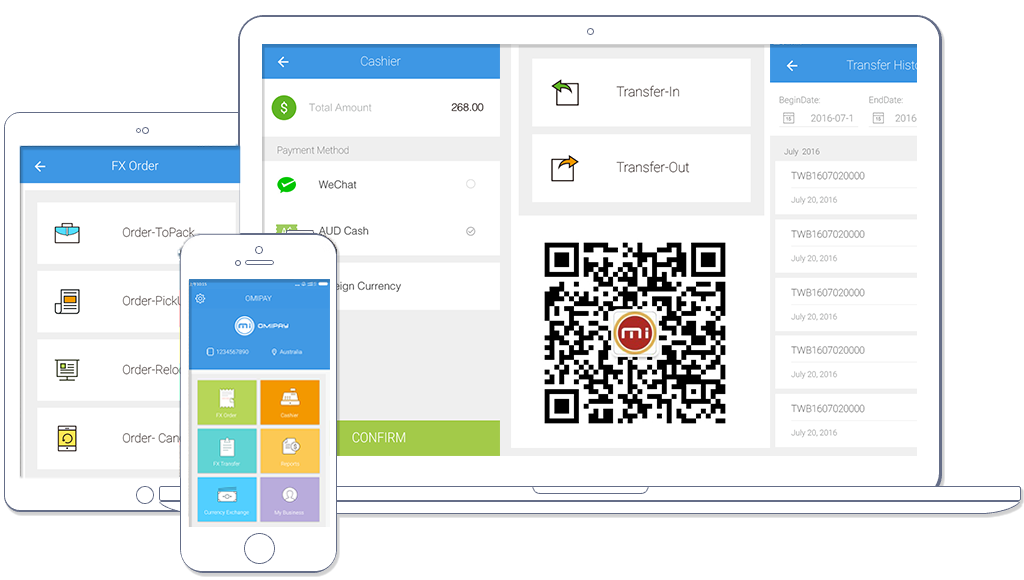 Cashier
Total Amount
268.00
Payment Method
WeChat
AUD Cash
eign Currency
CONFIRM
Transfer-In
Transfer-Out
mi
Transfer Histo
BeginDate:
EndDate:
2016-07-1
2016
July 2016
TWB1607020000
July 20, 2016
TWB1607020000
July 20, 2016
TWB1607020000
July 20, 2016
TWB1607020000
July 20, 2016
TWB1607020000
July 20, 2016
FX Order
Order-ToPack
Order-PickU
Order-Reloc
Order- Canc
OMIPAY
mi OMIPAY
1234567890
Australia
FX Order
Cashier
FX Transfer
Reports
Currency Exchange
My Business